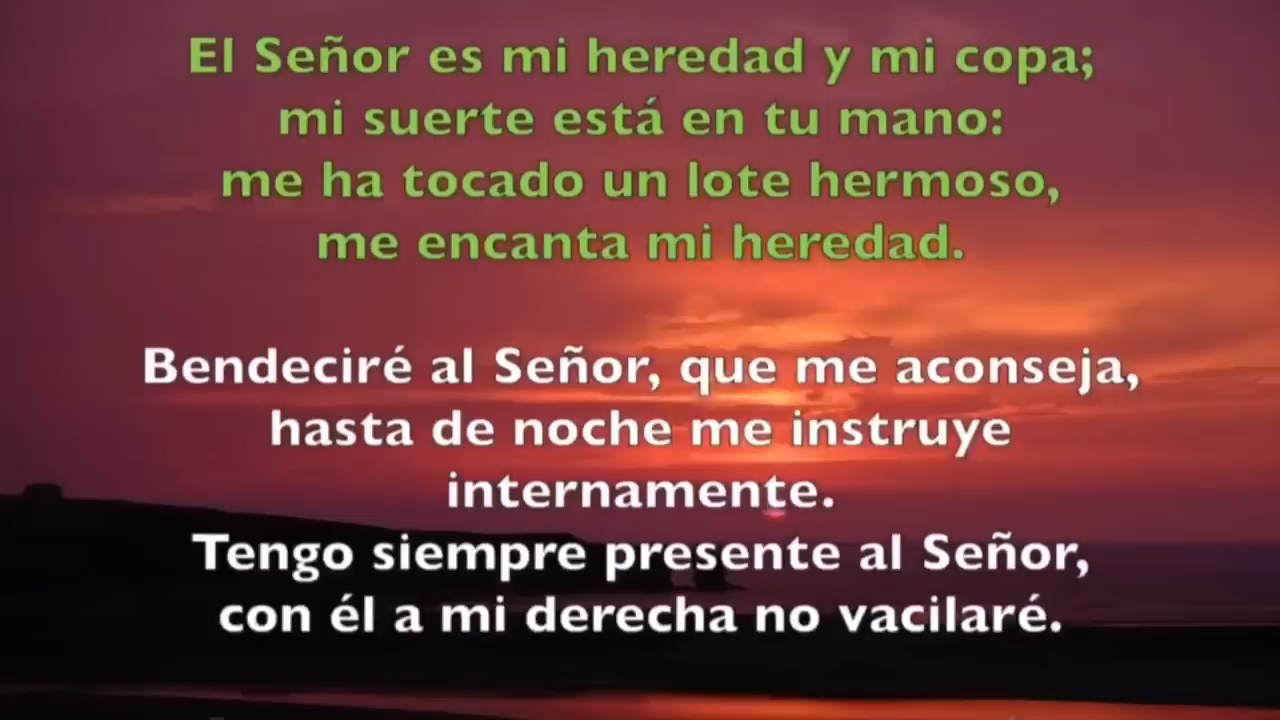 El Señor es mi heredad y mi copa;
mi suerte está en tu mano:
me ha tocado un lote hermoso,
me encanta mi heredad.
Bendeciré al Señor, que me aconseja,
hasta de noche me instruye
internamente.
Tengo siempre presente al Señor,
con él a mi derecha no vacilaré.